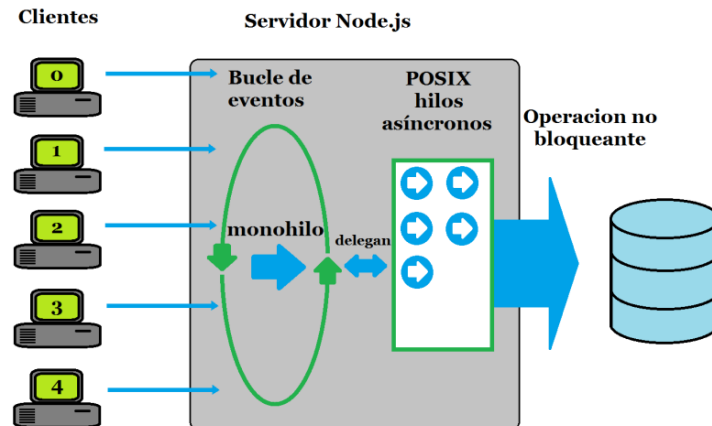 Clientes
Servidor Node.js
0
1
2
3
4
Bucle de
eventos
monohilo
delegan
POSIX
hilos
asíncronos
Operacion no
bloqueante